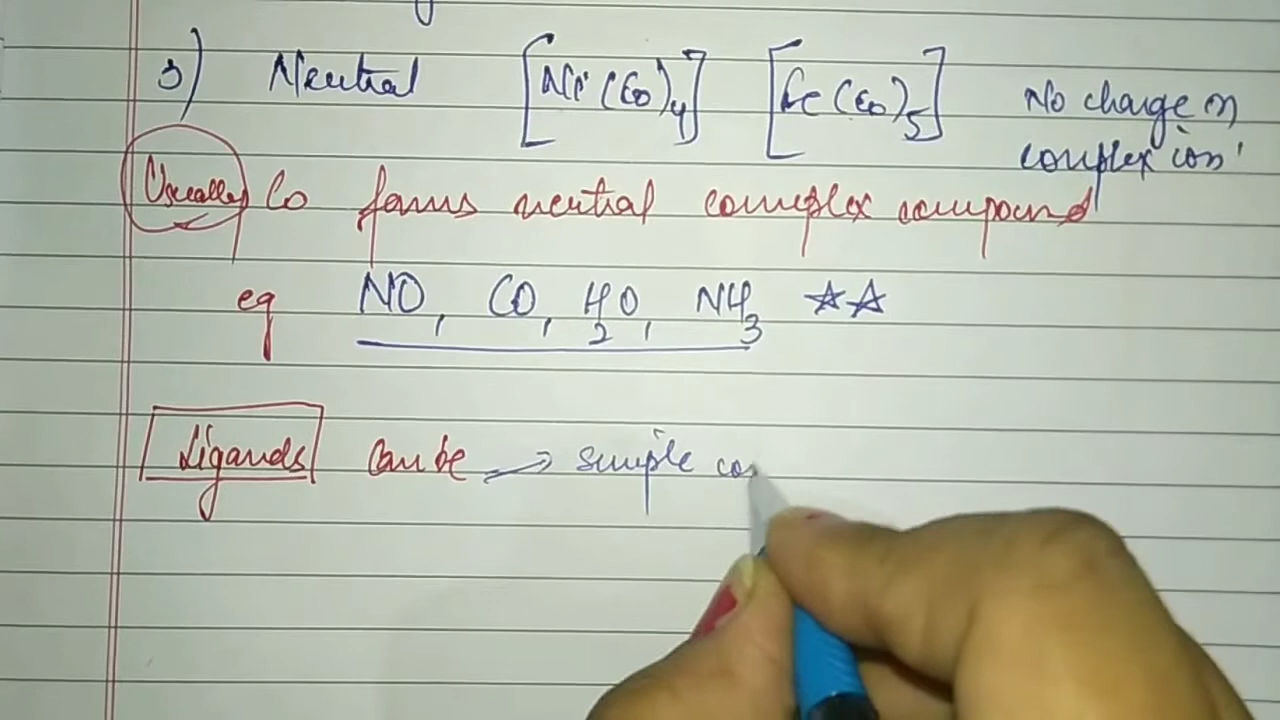 3) Neutral [Ni(CO)4] [Fe(CO)5] No charge on
complex ion
Usually CO forms neutral complex compound
eg NO, CO, H2O, NH3 ☆☆
Ligands can be → simple